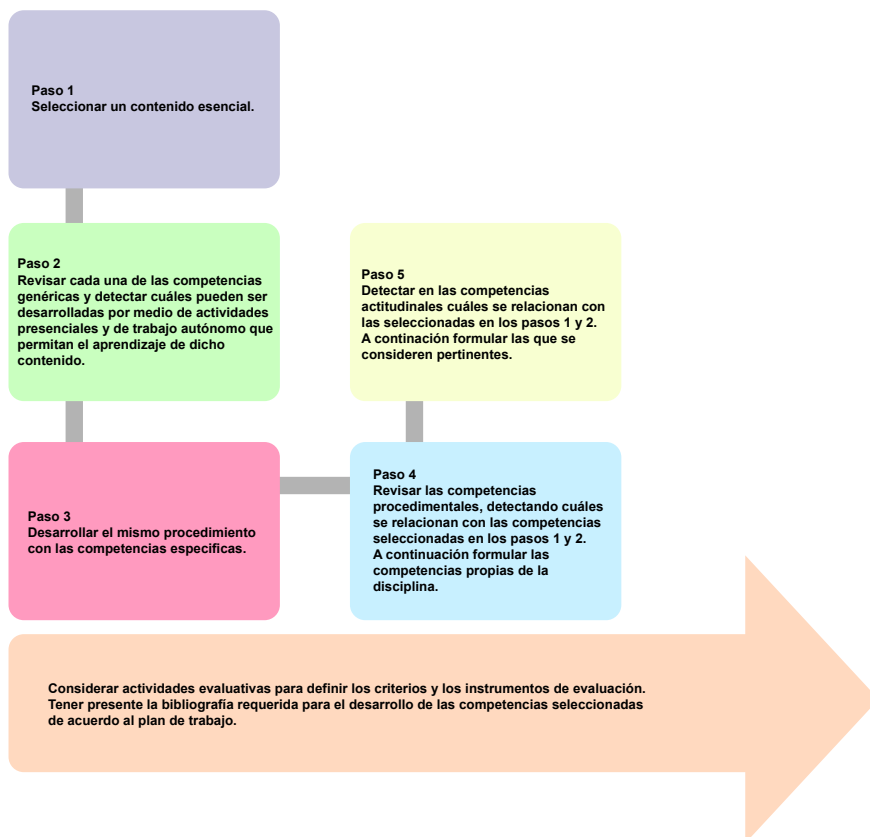 Paso 1
Seleccionar un contenido esencial.
Paso 2
Revisar cada una de las competencias
genéricas y detectar cuáles pueden ser
desarrolladas por medio de actividades
presenciales y de trabajo autónomo que
permitan el aprendizaje de dicho
contenido.
Paso 3
Desarrollar el mismo procedimiento
con las competencias especificas.
Paso 4
Revisar las competencias
procedimentales, detectando cuáles
se relacionan con las competencias
seleccionadas en los pasos 1 y 2.
A continuación formular las
competencias propias de la
disciplina.
Paso 5
Detectar en las competencias
actitudinales cuáles se relacionan con
las seleccionadas en los pasos 1 y 2.
A continación formular las que se
consideren pertinentes.
Considerar actividades evaluativas para definir los criterios y los instrumentos de evaluación.
Tener presente la bibliografía requerida para el desarrollo de las competencias seleccionadas
de acuerdo al plan de trabajo.